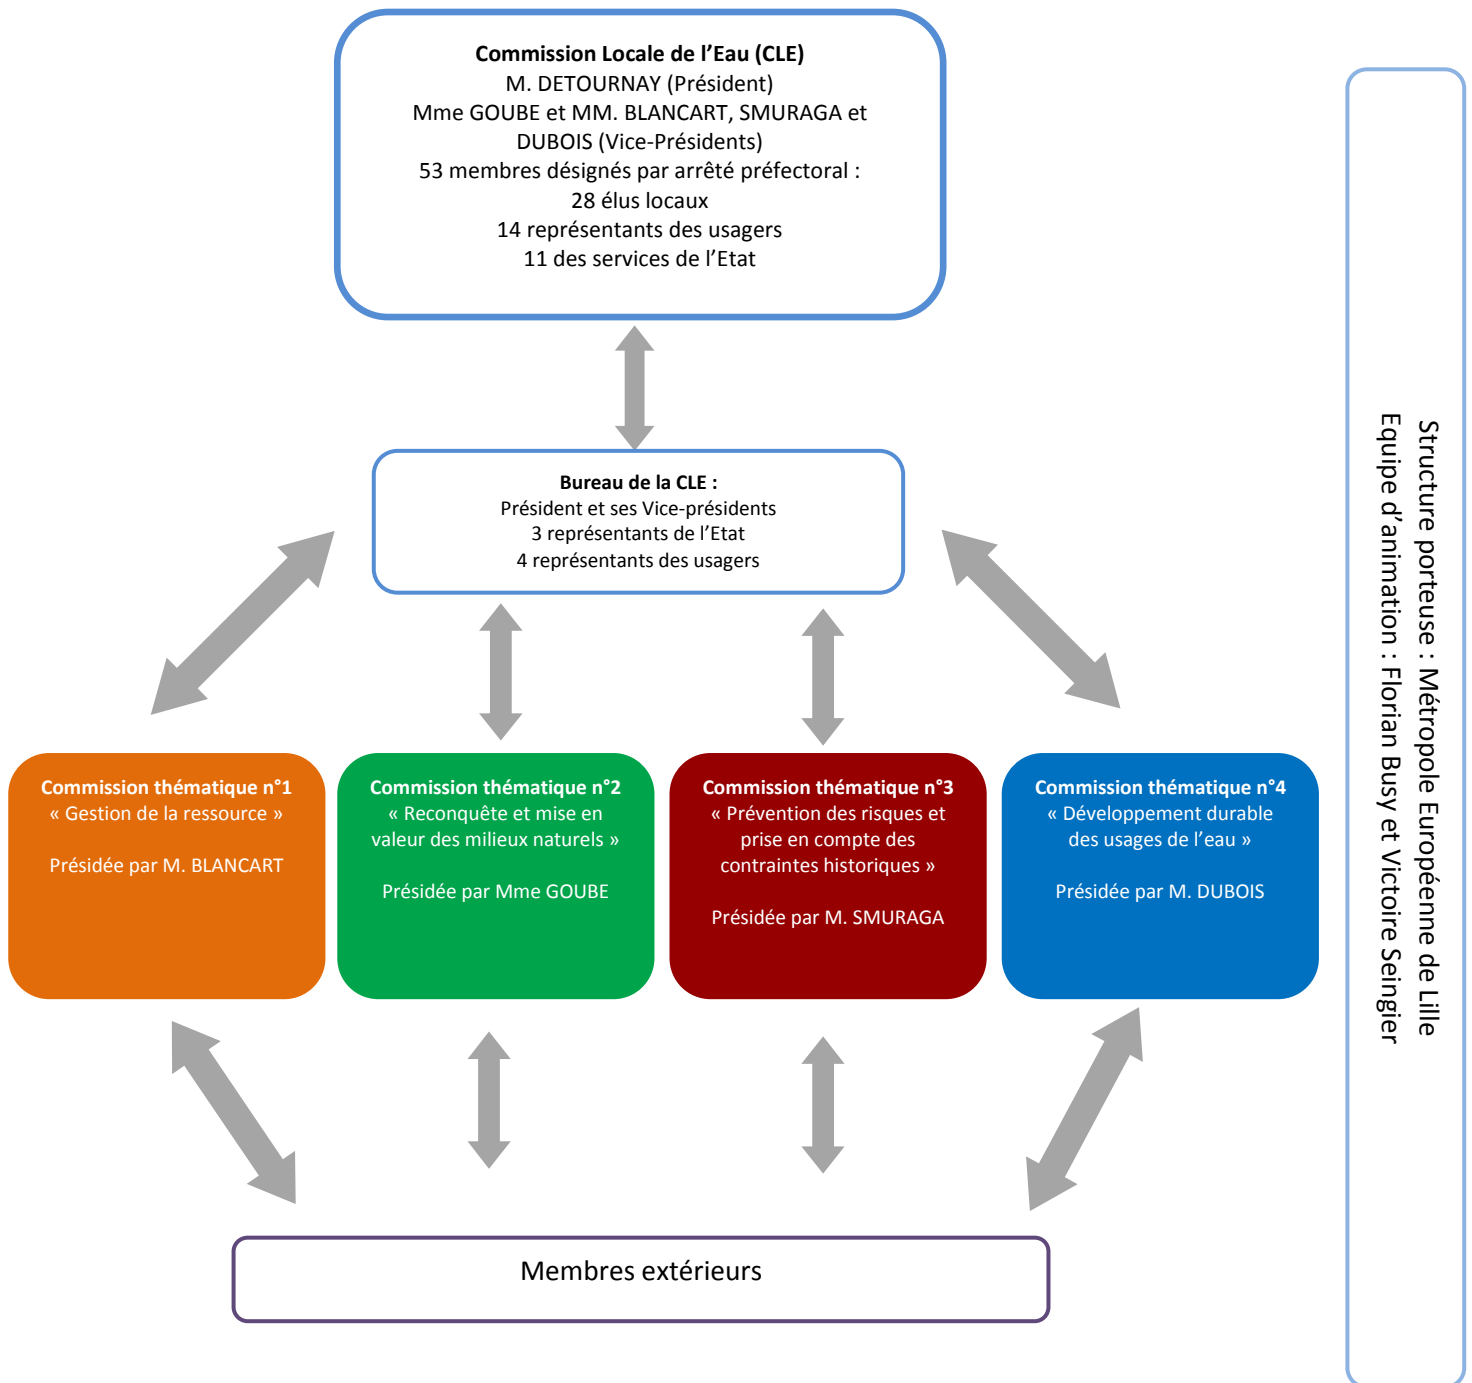 Commission Locale de l’Eau (CLE)
M. DETOURNAY (Président)
Mme GOUBE et MM. BLANCART, SMURAGA et
DUBOIS (Vice-Présidents)
53 membres désignés par arrêté préfectoral :
28 élus locaux
14 représentants des usagers
11 des services de l’Etat
Bureau de la CLE :
Président et ses Vice-présidents
3 représentants de l’Etat
4 représentants des usagers
Commission thématique n°1
« Gestion de la ressource »
Présidée par M. BLANCART
Commission thématique n°2
« Reconquête et mise en
valeur des milieux naturels »
Présidée par Mme GOUBE
Commission thématique n°3
« Prévention des risques et
prise en compte des
contraintes historiques »
Présidée par M. SMURAGA
Commission thématique n°4
« Développement durable
des usages de l’eau »
Présidée par M. DUBOIS
Membres extérieurs
Structure porteuse : Métropole Européenne de Lille
Equipe d’animation : Florian Busy et Victoire Seingier